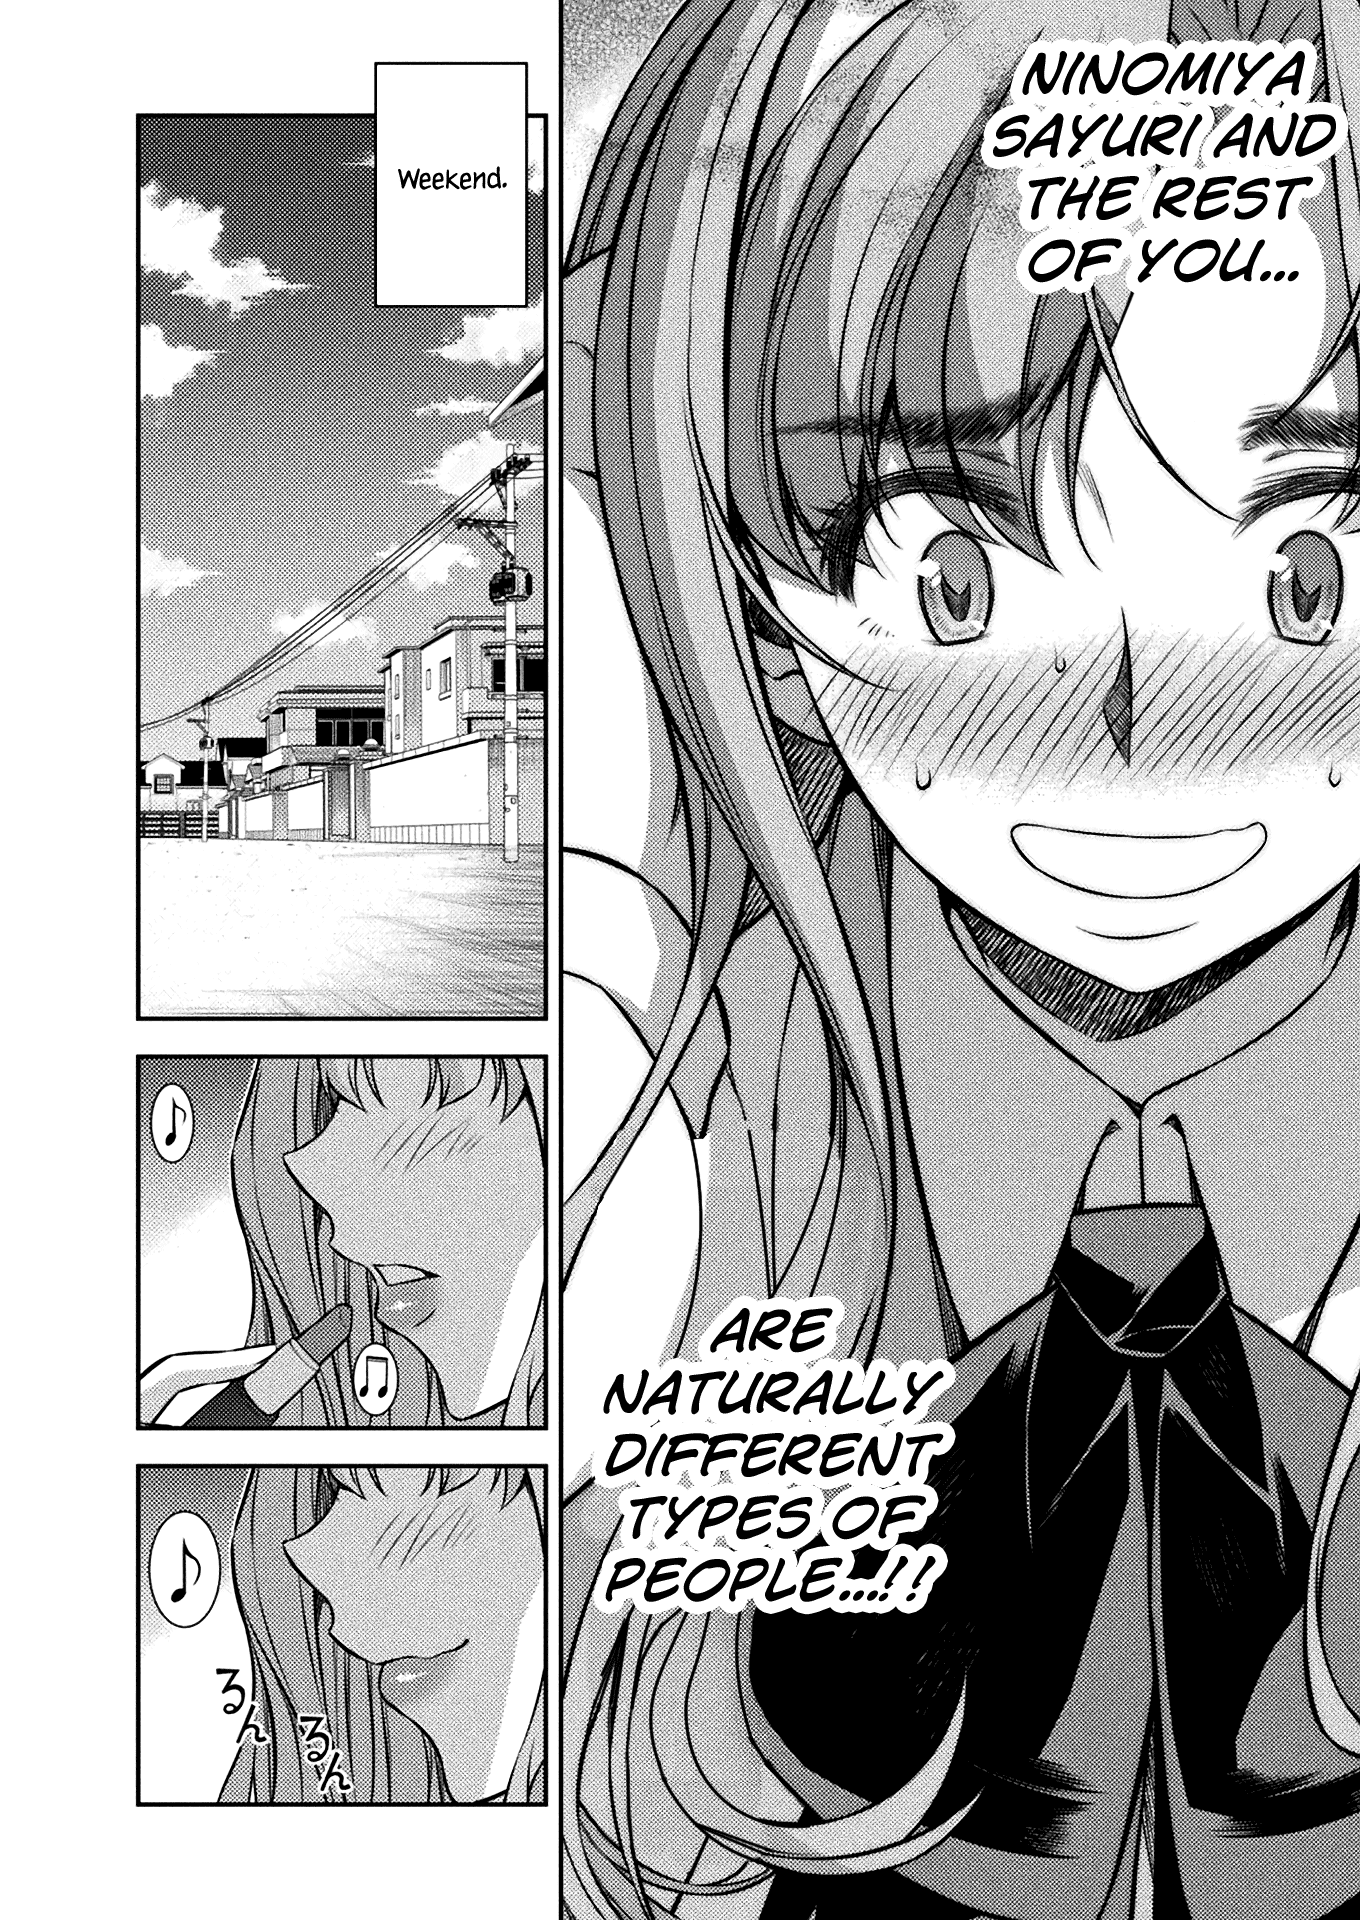 NINOMIYA
SAYURI AND
THE REST
OF YOU...
ARE
NATURALLY
DIFFERENT
TYPES OF
PEOPLE...!!
Weekend.
るん
るん